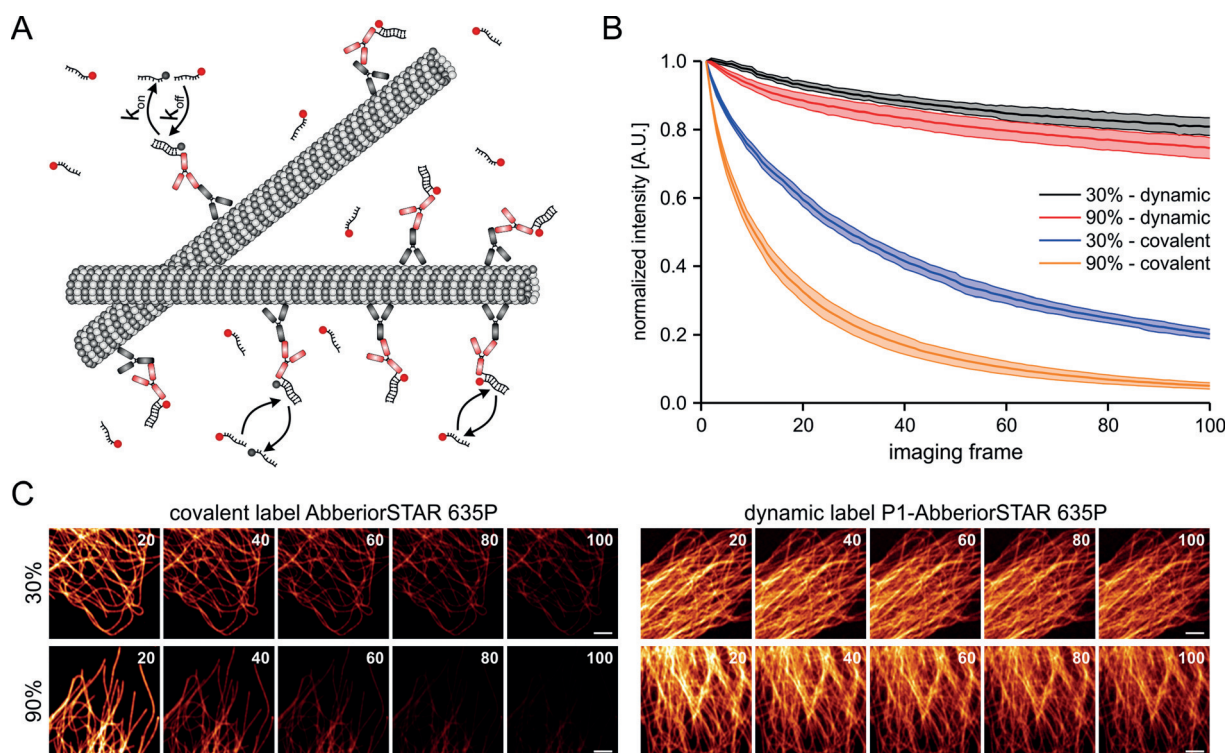 A
k_on
k_off
B
normalized intensity [A.U.]
1.0
0.8
0.6
0.4
0.2
0.0
30% - dynamic
90% - dynamic
30% - covalent
90% - covalent
0 20 40 60 80 100
imaging frame
C
covalent label AbberiorSTAR 635P
dynamic label P1-AbberiorSTAR 635P
30%
20 40 60 80 100
20 40 60 80 100
90%
20 40 60 80 100
20 40 60 80 100